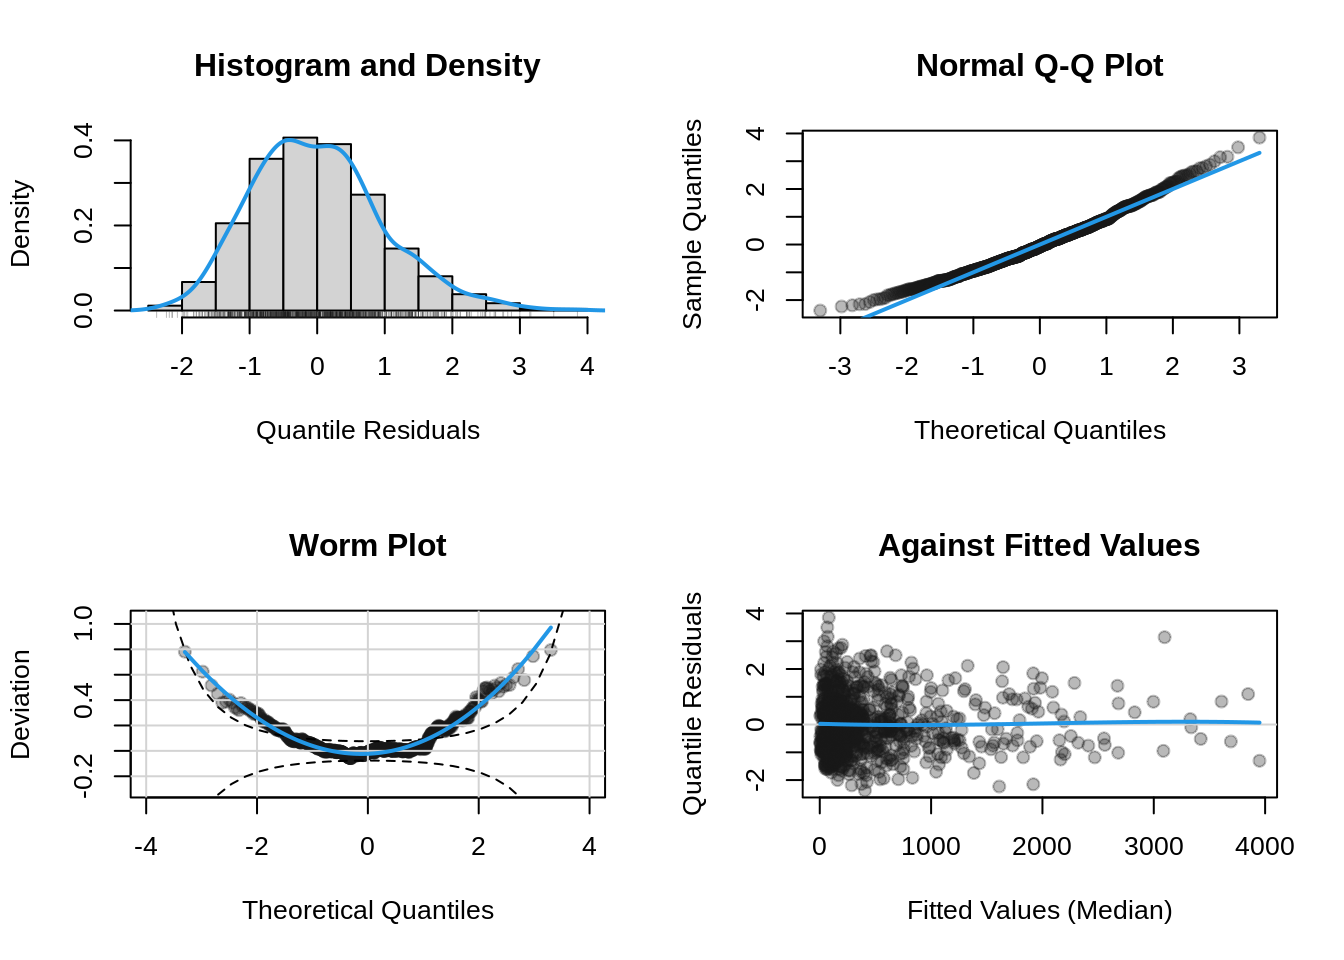 Histogram and Density
Density
0.0 0.2 0.4
-2 -1 0 1 2 3 4
Quantile Residuals
Normal Q-Q Plot
Sample Quantiles
-2 0 2 4
-3 -2 -1 0 1 2 3
Theoretical Quantiles
Worm Plot
Deviation
-0.2 0.4 1.0
-4 -2 0 2 4
Theoretical Quantiles
Against Fitted Values
Quantile Residuals
-2 0 2 4
0 1000 2000 3000 4000
Fitted Values (Median)